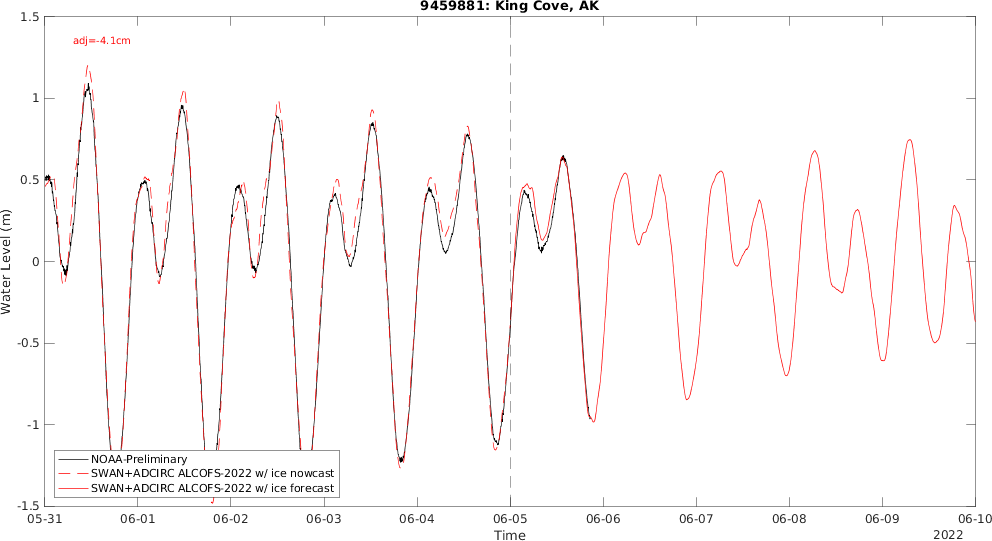 9459881: King Cove, AK
adj=-4.1cm
Water Level (m)
1.5
1
0.5
0
-0.5
-1
-1.5
NOAA-Preliminary
SWAN+ADCIRC ALCOFS-2022 w/ ice nowcast
SWAN+ADCIRC ALCOFS-2022 w/ ice forecast
05-31 06-01 06-02 06-03 06-04 06-05 06-06 06-07 06-08 06-09 06-10
Time
2022